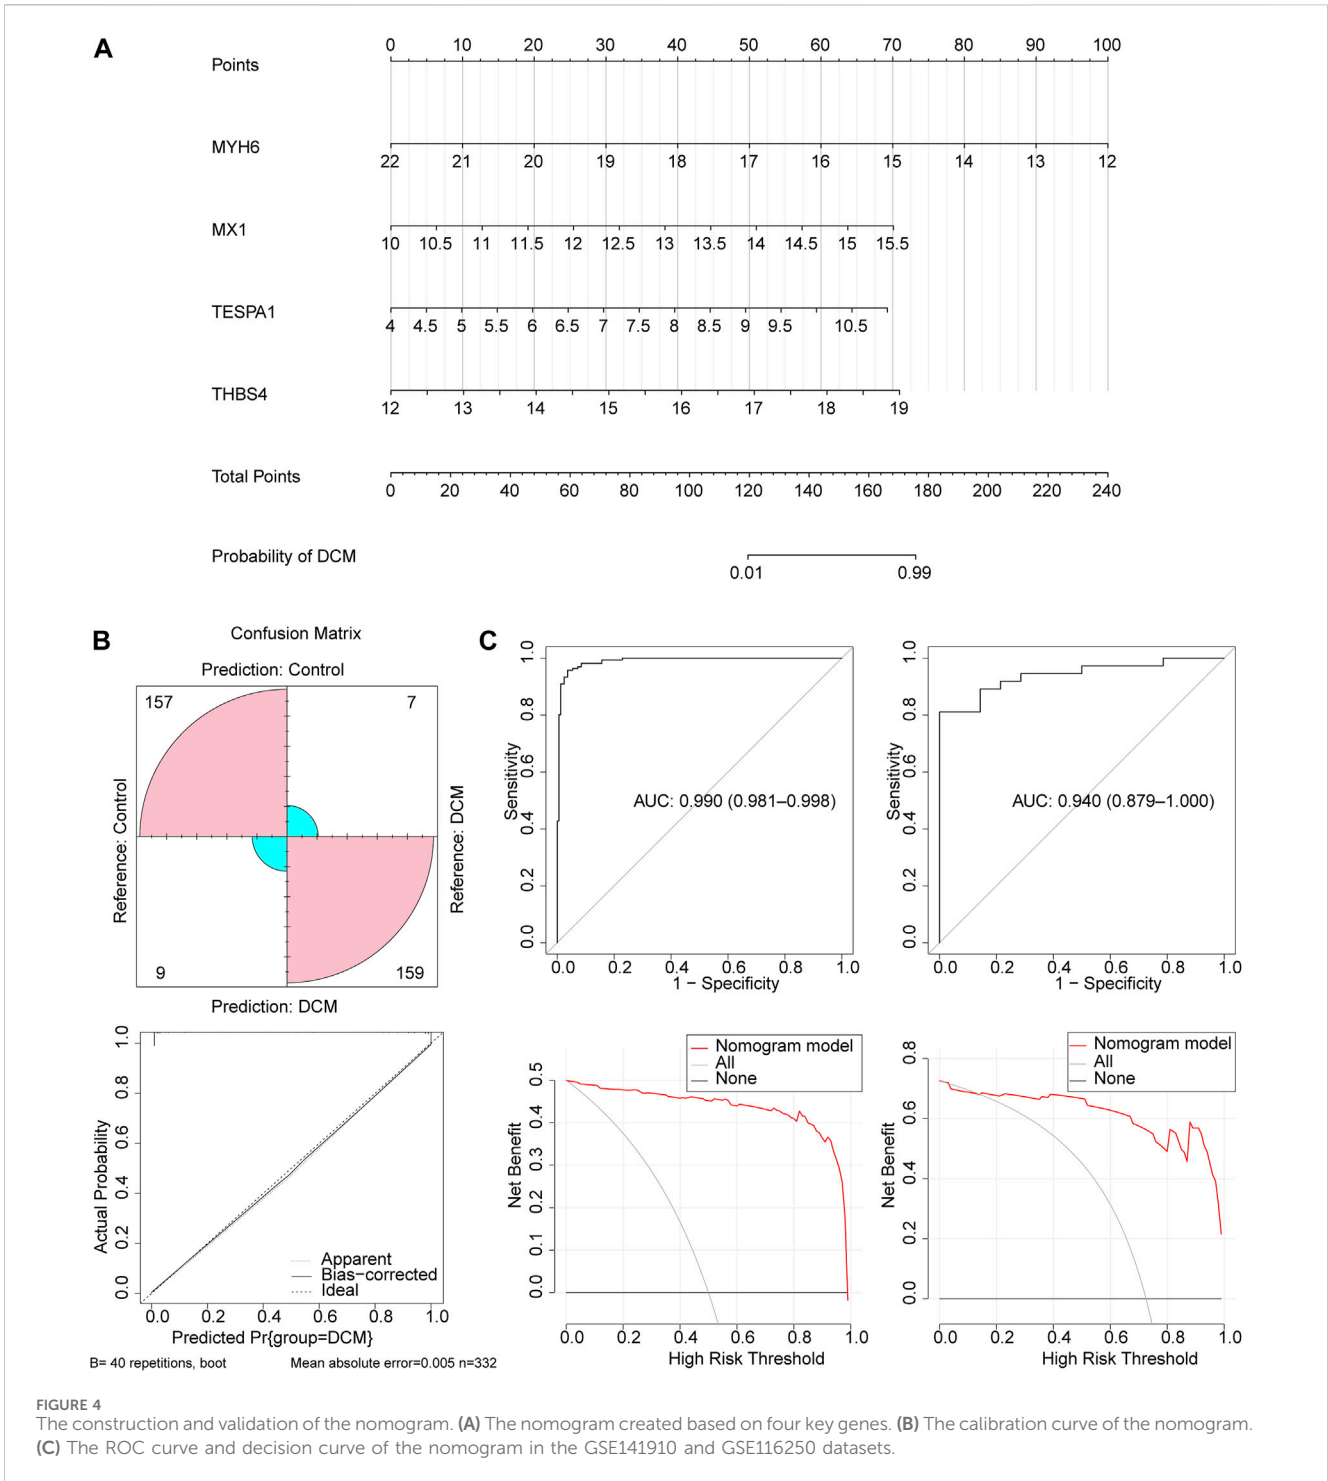 A
0 10 20 30 40 50 60 70 80 90 100
Points
MYH6
22 21 20 19 18 17 16 15 14 13 12
MX1
10 10.5 11 11.5 12 12.5 13 13.5 14 14.5 15 15.5
TESPA1
4 4.5 5 5.5 6 6.5 7 7.5 8 8.5 9 9.5 10.5
THBS4
12 13 14 15 16 17 18 19
Total Points
0 20 40 60 80 100 120 140 160 180 200 220 240
Probability of DCM
0.01 0.99
B
Confusion Matrix
Prediction: Control
157 7
Reference: Control
Reference: DCM
9 159
Prediction: DCM
1.0
0.8
0.6
0.4
0.2
0.0
Actual Probability
Apparent
Bias−corrected
Ideal
0.0 0.2 0.4 0.6 0.8 1.0
Predicted Pr{group=DCM}
B= 40 repetitions, boot Mean absolute error=0.005 n=332
C
1.0
0.8
0.6
0.4
0.2
0.0
Sensitivity
AUC: 0.990 (0.981−0.998)
0.0 0.2 0.4 0.6 0.8 1.0
1 − Specificity
1.0
0.8
0.6
0.4
0.2
0.0
Sensitivity
AUC: 0.940 (0.879−1.000)
0.0 0.2 0.4 0.6 0.8 1.0
1 − Specificity
Nomogram model
All
None
0.5
0.4
0.3
0.2
0.1
0.0
Net Benefit
0.0 0.2 0.4 0.6 0.8 1.0
High Risk Threshold
Nomogram model
All
None
0.8
0.6
0.4
0.2
0.0
Net Benefit
0.0 0.2 0.4 0.6 0.8 1.0
High Risk Threshold
FIGURE 4
The construction and validation of the nomogram. (A) The nomogram created based on four key genes. (B) The calibration curve of the nomogram.
(C) The ROC curve and decision curve of the nomogram in the GSE141910 and GSE116250 datasets.